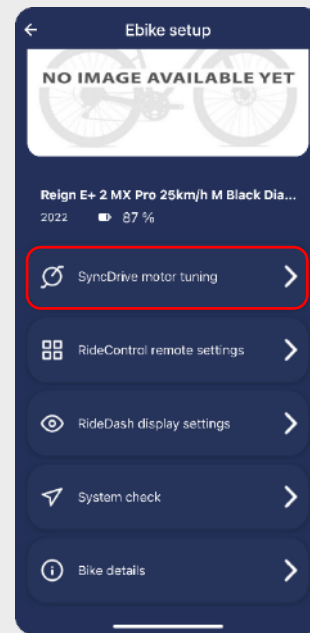 Ebike setup
NO IMAGE AVAILABLE YET
Reign E+ 2 MX Pro 25km/h M Black Dia...
2022 87 %
SyncDrive motor tuning
RideControl remote settings
RideDash display settings
System check
Bike details